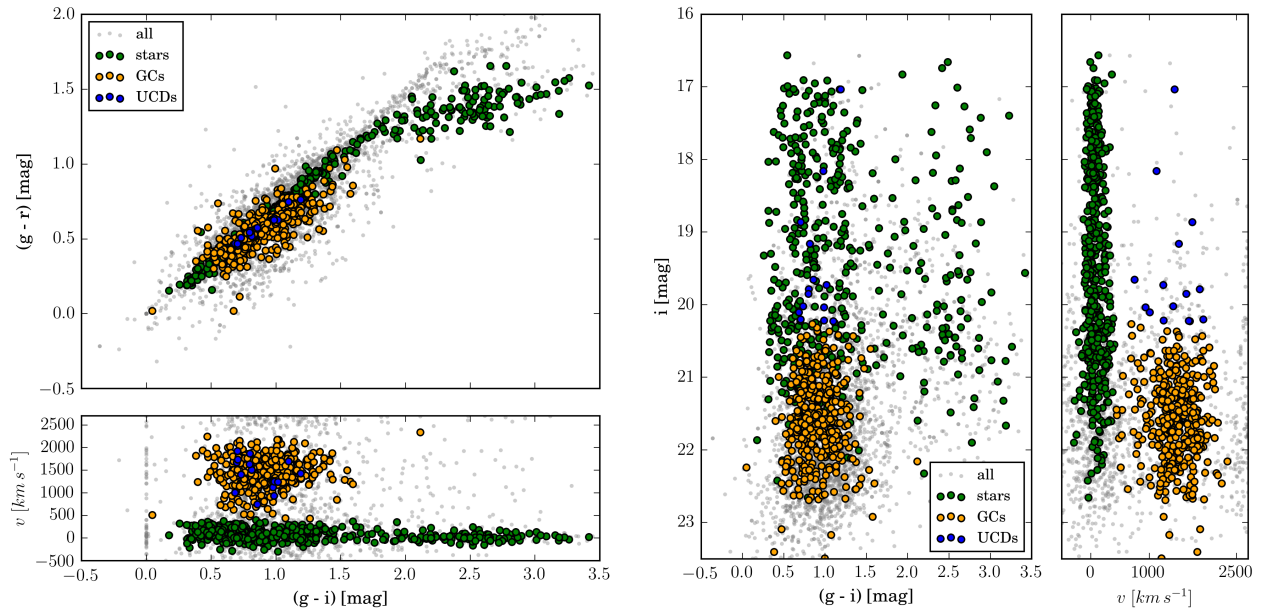 all
stars
GCs
UCDs
2.0
1.5
1.0
0.5
0.0
−0.5
(g - r) [mag]
2500
2000
1500
1000
500
0
−500
v [km s⁻¹]
0.0 0.5 1.0 1.5 2.0 2.5 3.0 3.5
(g - i) [mag]
16
17
18
19
20
21
22
23
i [mag]
all
stars
GCs
UCDs
−0.5 0.0 0.5 1.0 1.5 2.0 2.5 3.0 3.5
(g - i) [mag]
0 1000 2500
v [km s⁻¹]